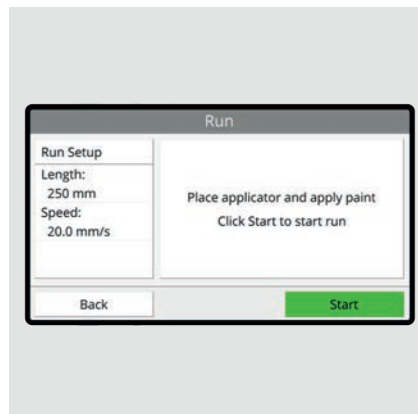 Run
Run Setup
Length:
250 mm
Speed:
20.0 mm/s
Place applicator and apply paint
Click Start to start run
Back
Start